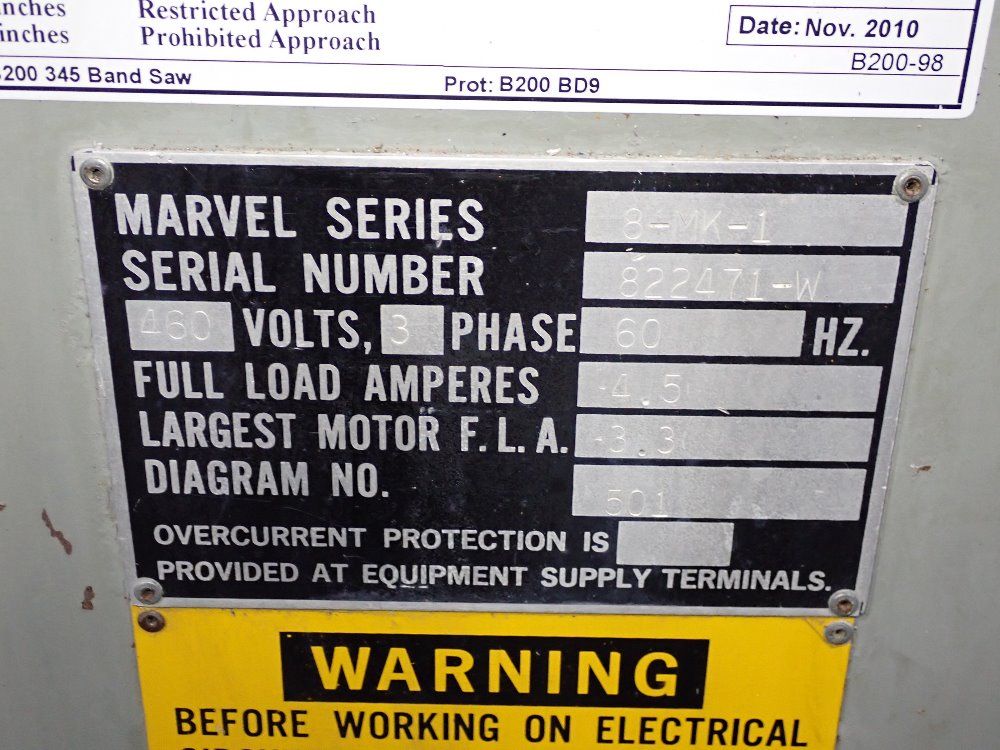 inches Restricted Approach
inches Prohibited Approach
Date: Nov. 2010
B200-98
B200 345 Band Saw Prot: B200 BD9
MARVEL SERIES 8-MK-1
SERIAL NUMBER 822471-W
460 VOLTS, 3 PHASE 60 HZ.
FULL LOAD AMPERES 4.5
LARGEST MOTOR F.L.A. 3.3
DIAGRAM NO. 501
OVERCURRENT PROTECTION IS
PROVIDED AT EQUIPMENT SUPPLY TERMINALS.
WARNING
BEFORE WORKING ON ELECTRICAL